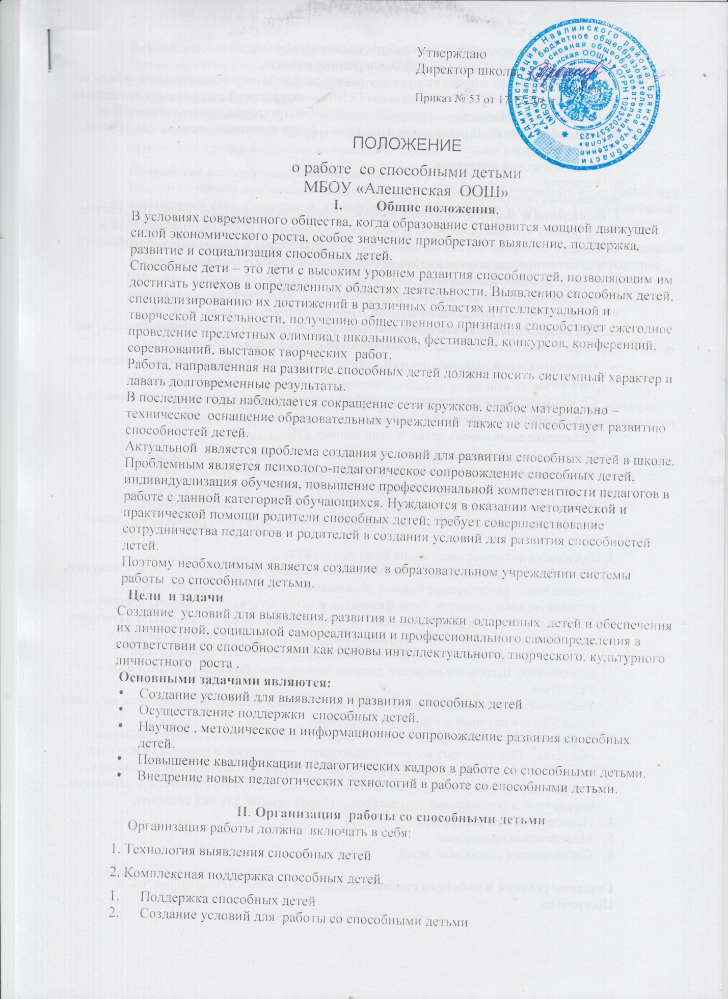 Утверждаю
Директор школы
Приказ № 53 от 17.12.201 г
Администрация Навлинского района Брянской области
Муниципальное бюджетное общеобразовательное учреждение
«Алешенская основная общеобразовательная школа»
(МБОУ «Алешенская ООШ») * ОГРН 1023202537423
ПОЛОЖЕНИЕ
о работе со способными детьми
МБОУ «Алешенская ООШ»
I. Общие положения.
В условиях современного общества, когда образование становится мощной движущей
силой экономического роста, особое значение приобретают выявление, поддержка,
развитие и социализация способных детей.
Способные дети – это дети с высоким уровнем развития способностей, позволяющим им
достигать успехов в определенных областях деятельности. Выявлению способных детей,
специализированию их достижений в различных областях интеллектуальной и
творческой деятельности, получению общественного признания способствует ежегодное
проведение предметных олимпиад школьников, фестивалей, конкурсов, конференций,
соревнований, выставок творческих работ.
Работа, направленная на развитие способных детей должна носить системный характер и
давать долговременные результаты.
В последние годы наблюдается сокращение сети кружков, слабое материально –
техническое оснащение образовательных учреждений также не способствует развитию
способностей детей.
Актуальной является проблема создания условий для развития способных детей в школе.
Проблемным является психолого-педагогическое сопровождение способных детей,
индивидуализация обучения, повышение профессиональной компетентности педагогов в
работе с данной категорией обучающихся. Нуждаются в оказании методической и
практической помощи родители способных детей; требует совершенствование
сотрудничества педагогов и родителей в создании условий для развития способностей
детей.
Поэтому необходимым является создание в образовательном учреждении системы
работы со способными детьми.
Цели и задачи
Создание условий для выявления, развития и поддержки одаренных детей и обеспечения
их личностной, социальной самореализации и профессионального самоопределения в
соответствии со способностями как основы интеллектуального, творческого, культурного
личностного роста .
Основными задачами являются:
• Создание условий для выявления и развития способных детей
• Осуществление поддержки способных детей.
• Научное , методическое и информационное сопровождение развития способных
детей.
• Повышение квалификации педагогических кадров в работе со способными детьми.
• Внедрение новых педагогических технологий в работе со способными детьми.
II. Организация работы со способными детьми
Организация работы должна включать в себя:
1. Технология выявления способных детей
2. Комплексная поддержка способных детей.
1. Поддержка способных детей
2. Создание условий для работы со способными детьми